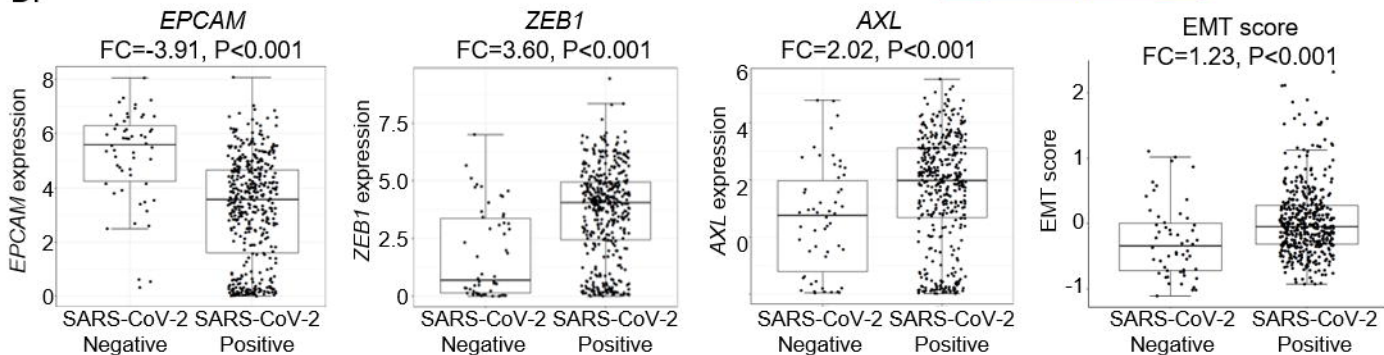 EPCAM
FC=-3.91, P<0.001
EPCAM expression
8
6
4
2
0
SARS-CoV-2 SARS-CoV-2
Negative Positive
ZEB1
FC=3.60, P<0.001
ZEB1 expression
7.5
5.0
2.5
0
SARS-CoV-2 SARS-CoV-2
Negative Positive
AXL
FC=2.02, P<0.001
AXL expression
6
4
2
0
SARS-CoV-2 SARS-CoV-2
Negative Positive
EMT score
FC=1.23, P<0.001
EMT score
2
1
0
-1
SARS-CoV-2 SARS-CoV-2
Negative Positive